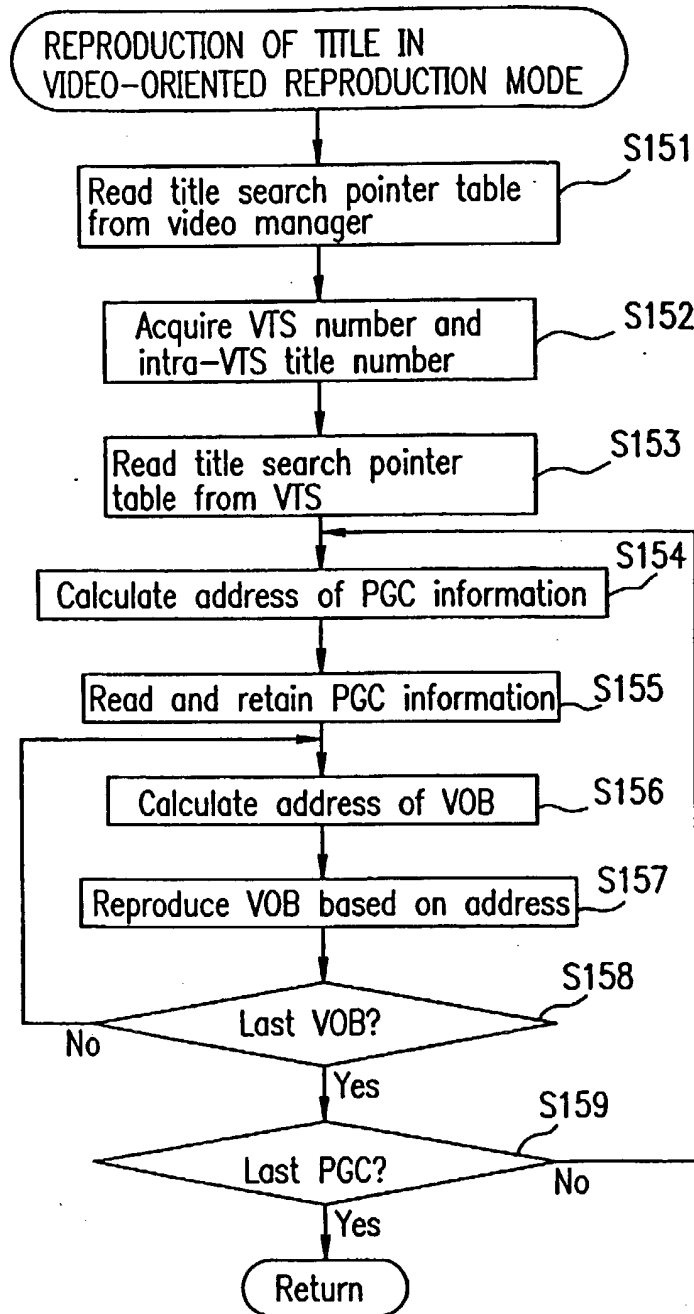 REPRODUCTION OF TITLE IN
VIDEO-ORIENTED REPRODUCTION MODE
S151
Read title search pointer table
from video manager
S152
Acquire VTS number and
intra-VTS title number
S153
Read title search pointer
table from VTS
S154
Calculate address of PGC information
Read and retain PGC information
S155
Calculate address of VOB
S156
S157
Reproduce VOB based on address
S158
Last VOB?
No
Yes
S159
Last PGC?
No
Yes
Return